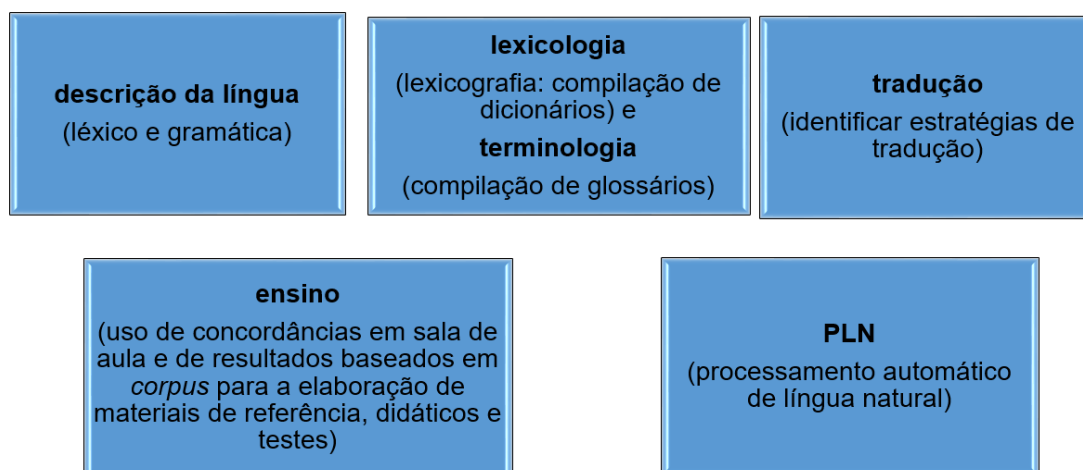 descrição da língua
(léxico e gramática)
lexicologia
(lexicografia: compilação de
dicionários) e
terminologia
(compilação de glossários)
tradução
(identificar estratégias de
tradução)
ensino
(uso de concordâncias em sala de
aula e de resultados baseados em
corpus para a elaboração de
materiais de referência, didáticos e
testes)
PLN
(processamento automático
de língua natural)